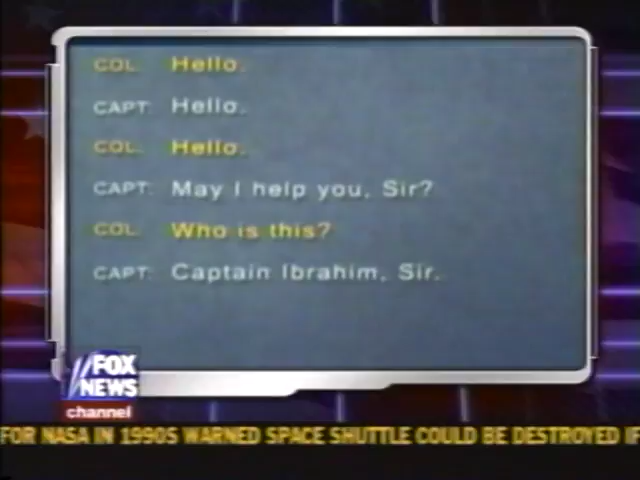 COL: Hello.
CAPT: Hello.
COL: Hello.
CAPT: May I help you, Sir?
COL: Who is this?
CAPT: Captain Ibrahim, Sir.
FOX
NEWS
channel
FOR NASA IN 1990S WARNED SPACE SHUTTLE COULD BE DESTROYED IF